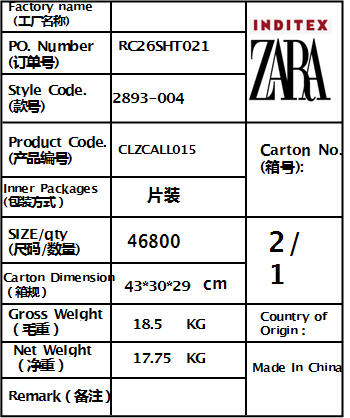 Factory name
(工厂名称)
INDITEX
ZARA
PO. Number
(订单号)
RC26SHT021
Style Code.
(款号)
2893-004
Product Code.
(产品编号)
CLZCALL015
Carton No.
(箱号):
Inner Packages
(包装方式)
片装
SIZE/qty
(尺码/数量)
46800
2/
1
Carton Dimension
(箱规)
43*30*29 cm
Gross Weight
(毛重)
18.5 KG
Country of
Origin:
Net Weight
(净重)
17.75 KG
Made In China
Remark(备注)